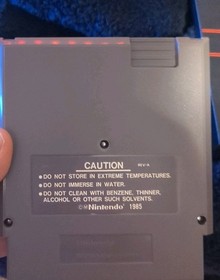 CAUTION
• DO NOT STORE IN EXTREME TEMPERATURES.
• DO NOT IMMERSE IN WATER.
• DO NOT CLEAN WITH BENZENE, THINNER,
ALCOHOL OR OTHER SUCH SOLVENTS.
©Nintendo 1985